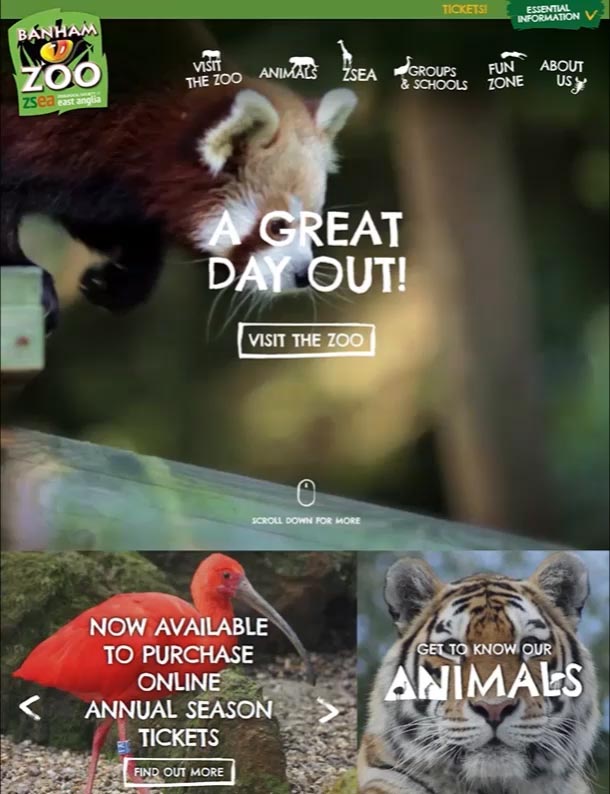 TICKETS!
ESSENTIAL
INFORMATION
BANHAM
ZOO
zsea
east anglia
VISIT
THE ZOO
ANIMALS
ZSEA
GROUPS
& SCHOOLS
FUN
ZONE
ABOUT
US
A GREAT
DAY OUT!
VISIT THE ZOO
SCROLL DOWN FOR MORE
NOW AVAILABLE
TO PURCHASE
ONLINE
ANNUAL SEASON
TICKETS
FIND OUT MORE
GET TO KNOW OUR
ANIMALS